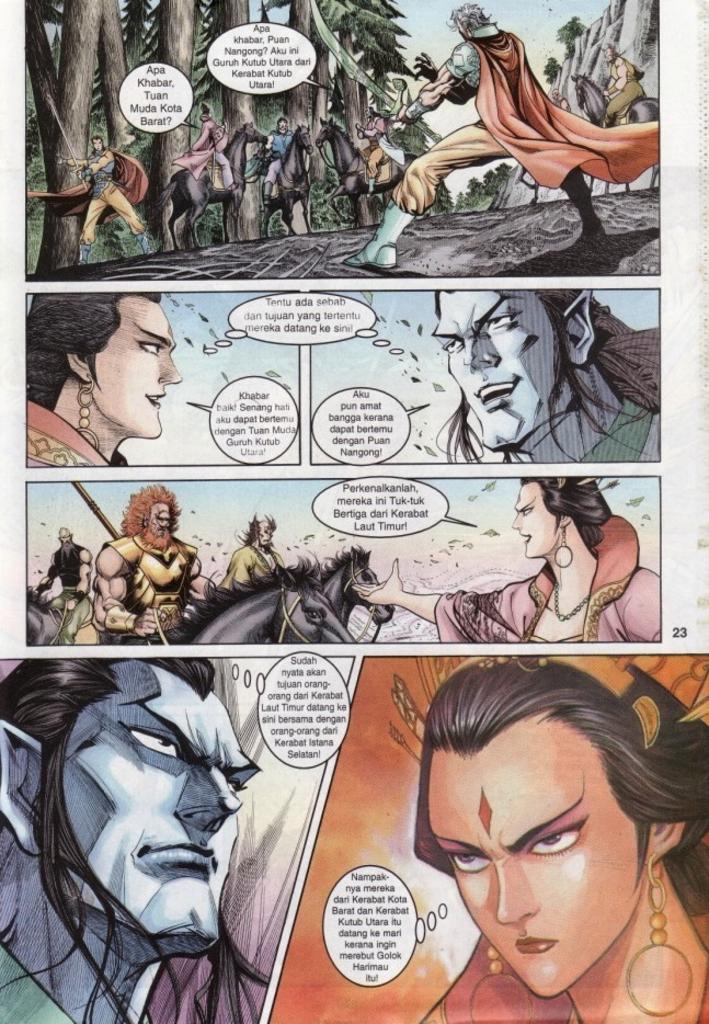 Apa
Khabar,
Tuan
Muda Kota
Barat?
Apa
khabar, Puan
Nangong? Aku ini
Guruh Kutub Utara dari
Kerabat Kutub
Utara!
Tentu ada sebab
dan tujuan yang tertentu
mereka datang ke sini!
Khabar
baik! Senang hati
aku dapat bertemu
dengan Tuan Muda
Guruh Kutub
Utara!
Aku
pun amat
bangga kerana
dapat bertemu
dengan Puan
Nangong!
Perkenalkanlah,
mereka ini Tuk-tuk
Bertiga dari Kerabat
Laut Timur!
23
Sudah
nyata akan
tujuan orang-
orang dari Kerabat
Laut Timur datang ke
sini bersama dengan
orang-orang dari
Kerabat Istana
Selatan!
Nampak-
nya mereka
dari Kerabat Kota
Barat dan Kerabat
Kutub Utara itu
datang ke mari
kerana ingin
merebut Golok
Harimau
itu!